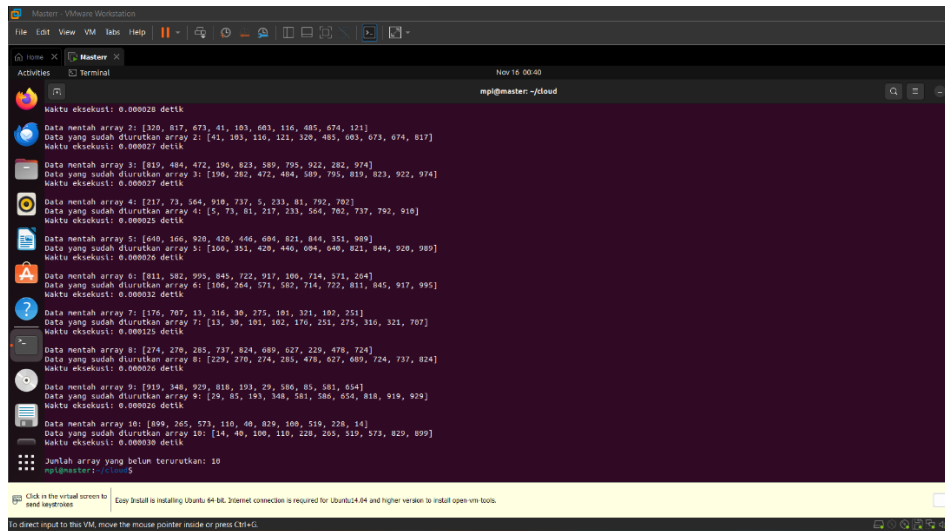 Masterr - VMware Workstation
File Edit View VM Tabs Help
Home Masterr
Activities Terminal Nov 16 00:40
mpi@master: ~/cloud
Waktu eksekusi: 0.000028 detik
Data mentah array 2: [320, 817, 673, 41, 103, 603, 116, 485, 674, 121]
Data yang sudah diurutkan array 2: [41, 103, 116, 121, 320, 485, 603, 673, 674, 817]
Waktu eksekusi: 0.000027 detik
Data mentah array 3: [819, 484, 472, 196, 823, 589, 795, 922, 282, 974]
Data yang sudah diurutkan array 3: [196, 282, 472, 484, 589, 795, 819, 823, 922, 974]
Waktu eksekusi: 0.000027 detik
Data mentah array 4: [217, 73, 564, 910, 737, 5, 233, 81, 792, 702]
Data yang sudah diurutkan array 4: [5, 73, 81, 217, 233, 564, 702, 737, 792, 910]
Waktu eksekusi: 0.000025 detik
Data mentah array 5: [640, 166, 920, 420, 446, 604, 821, 844, 351, 989]
Data yang sudah diurutkan array 5: [166, 351, 420, 446, 604, 640, 821, 844, 920, 989]
Waktu eksekusi: 0.000026 detik
Data mentah array 6: [811, 582, 995, 845, 722, 917, 106, 714, 571, 264]
Data yang sudah diurutkan array 6: [106, 264, 571, 582, 714, 722, 811, 845, 917, 995]
Waktu eksekusi: 0.000032 detik
Data mentah array 7: [176, 707, 13, 316, 30, 275, 101, 321, 102, 251]
Data yang sudah diurutkan array 7: [13, 30, 101, 102, 176, 251, 275, 316, 321, 707]
Waktu eksekusi: 0.000125 detik
Data mentah array 8: [274, 270, 285, 737, 824, 689, 627, 229, 478, 724]
Data yang sudah diurutkan array 8: [229, 270, 274, 285, 478, 627, 689, 724, 737, 824]
Waktu eksekusi: 0.000026 detik
Data mentah array 9: [919, 348, 929, 818, 193, 29, 586, 85, 581, 654]
Data yang sudah diurutkan array 9: [29, 85, 193, 348, 581, 586, 654, 818, 919, 929]
Waktu eksekusi: 0.000026 detik
Data mentah array 10: [899, 265, 573, 110, 40, 829, 100, 519, 228, 14]
Data yang sudah diurutkan array 10: [14, 40, 100, 110, 228, 265, 519, 573, 829, 899]
Waktu eksekusi: 0.000030 detik
Jumlah array yang belum terurutkan: 10
mpi@master:~/cloud$
Click in the virtual screen to send keystrokes
Easy Install is installing Ubuntu 64-bit. Internet connection is required for Ubuntu14.04 and higher version to install open-vm-tools.
To direct input to this VM, move the mouse pointer inside or press Ctrl+G.